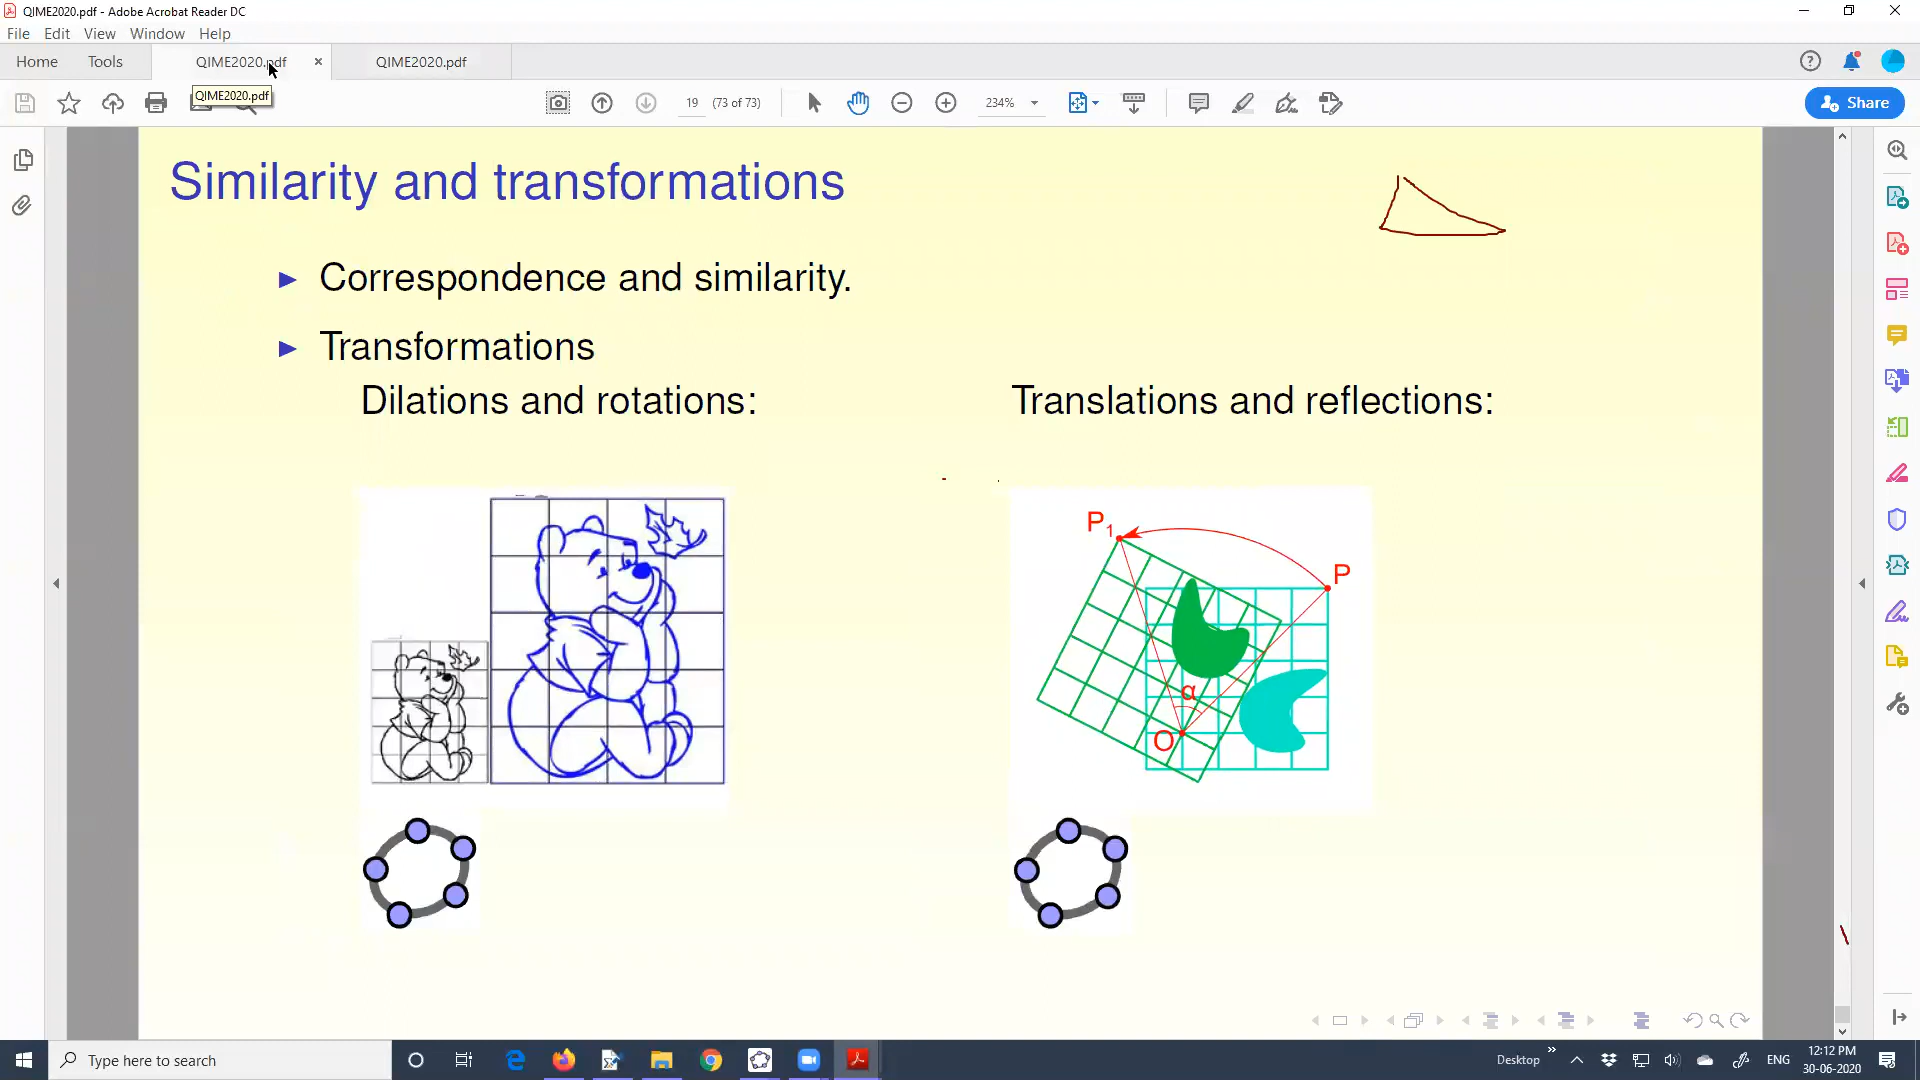 QIME2020.pdf - Adobe Acrobat Reader DC
File Edit View Window Help
Home Tools QIME2020.pdf × QIME2020.pdf
QIME2020.pdf
19 (73 of 73) 234% Share
Similarity and transformations
► Correspondence and similarity.
► Transformations
Dilations and rotations: Translations and reflections:
P1
P
α
O
Type here to search
Desktop » ENG 12:12 PM
30-06-2020